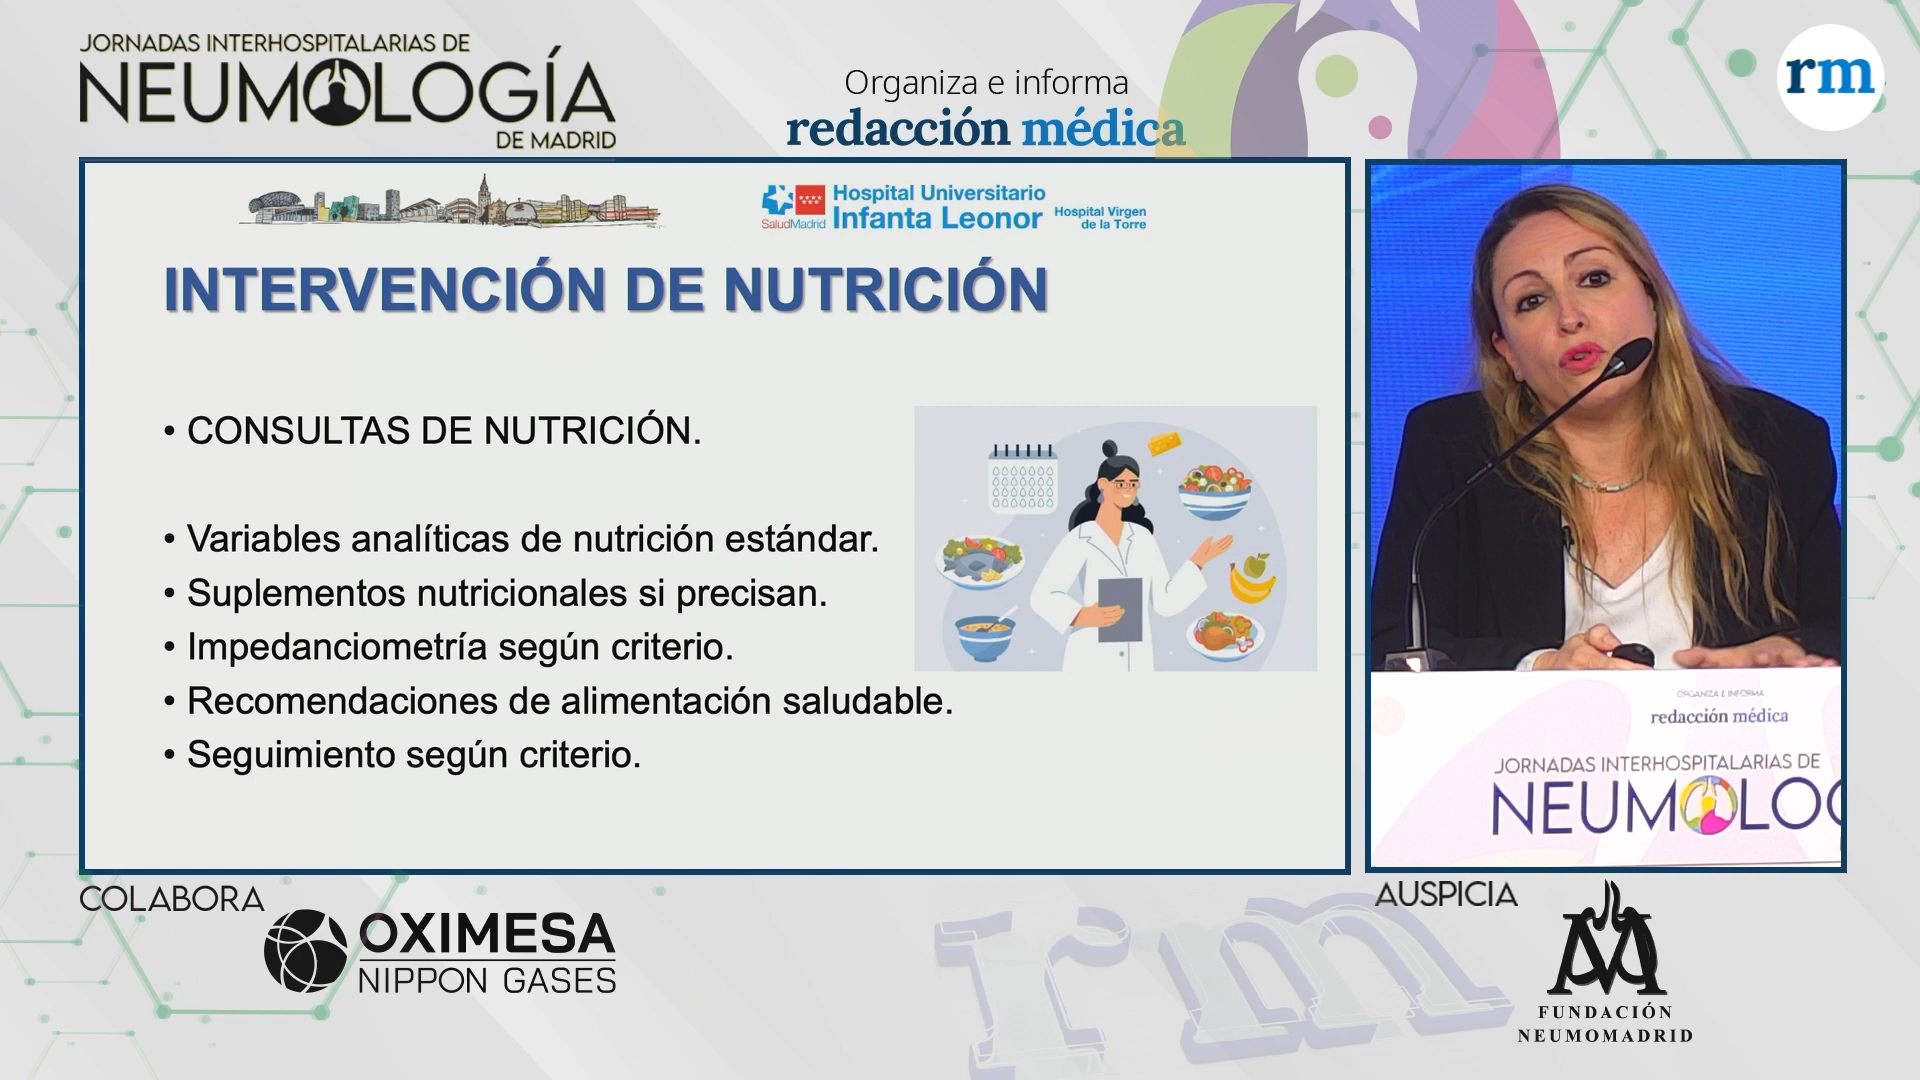 JORNADAS INTERHOSPITALARIAS DE
NEUMOLOGÍA
DE MADRID
Organiza e informa
redacción médica
rm
SaludMadrid
Hospital Universitario
Infanta Leonor
Hospital Virgen
de la Torre
INTERVENCIÓN DE NUTRICIÓN
• CONSULTAS DE NUTRICIÓN.
• Variables analíticas de nutrición estándar.
• Suplementos nutricionales si precisan.
• Impedanciometría según criterio.
• Recomendaciones de alimentación saludable.
• Seguimiento según criterio.
ORGANIZA E INFORMA
redacción médica
JORNADAS INTERHOSPITALARIAS DE
NEUMOLOG
COLABORA
OXIMESA
NIPPON GASES
rm
AUSPICIA
FUNDACIÓN
NEUMOMADRID